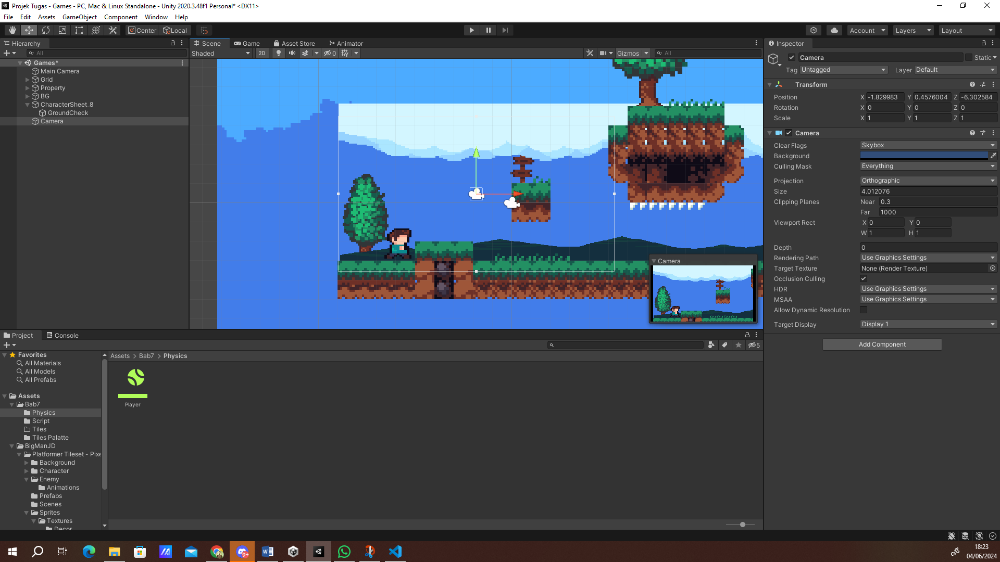 Projek Tugas - Games - PC, Mac & Linux Standalone - Unity 2020.3.48f1 Personal* <DX11>
File Edit Assets GameObject Component Window Help
Center Local Account Layers Layout
Hierarchy
All
Games*
Main Camera
Grid
Property
BG
CharacterSheet_8
GroundCheck
Camera
Scene Game Asset Store Animator
Shaded 2D 0 Gizmos All
Camera
Inspector
Camera Static
Tag Untagged Layer Default
Transform
Position X -1.829983 Y 0.4576004 Z -6.302584
Rotation X 0 Y 0 Z 0
Scale X 1 Y 1 Z 1
Camera
Clear Flags Skybox
Background
Culling Mask Everything
Projection Orthographic
Size 4.012076
Clipping Planes Near 0.3
Far 1000
Viewport Rect X 0 Y 0
W 1 H 1
Depth 0
Rendering Path Use Graphics Settings
Target Texture None (Render Texture)
Occlusion Culling
HDR Use Graphics Settings
MSAA Use Graphics Settings
Allow Dynamic Resolution
Target Display Display 1
Add Component
Project Console
5
Favorites
All Materials
All Models
All Prefabs
Assets
Bab7
Physics
Script
Tiles
Tiles Palatte
BigManJD
Platformer Tileset - Pixe
Background
Character
Enemy
Animations
Prefabs
Scenes
Sprites
Textures
Decor
Assets > Bab7 > Physics
Player
9+
18:23
04/06/2024